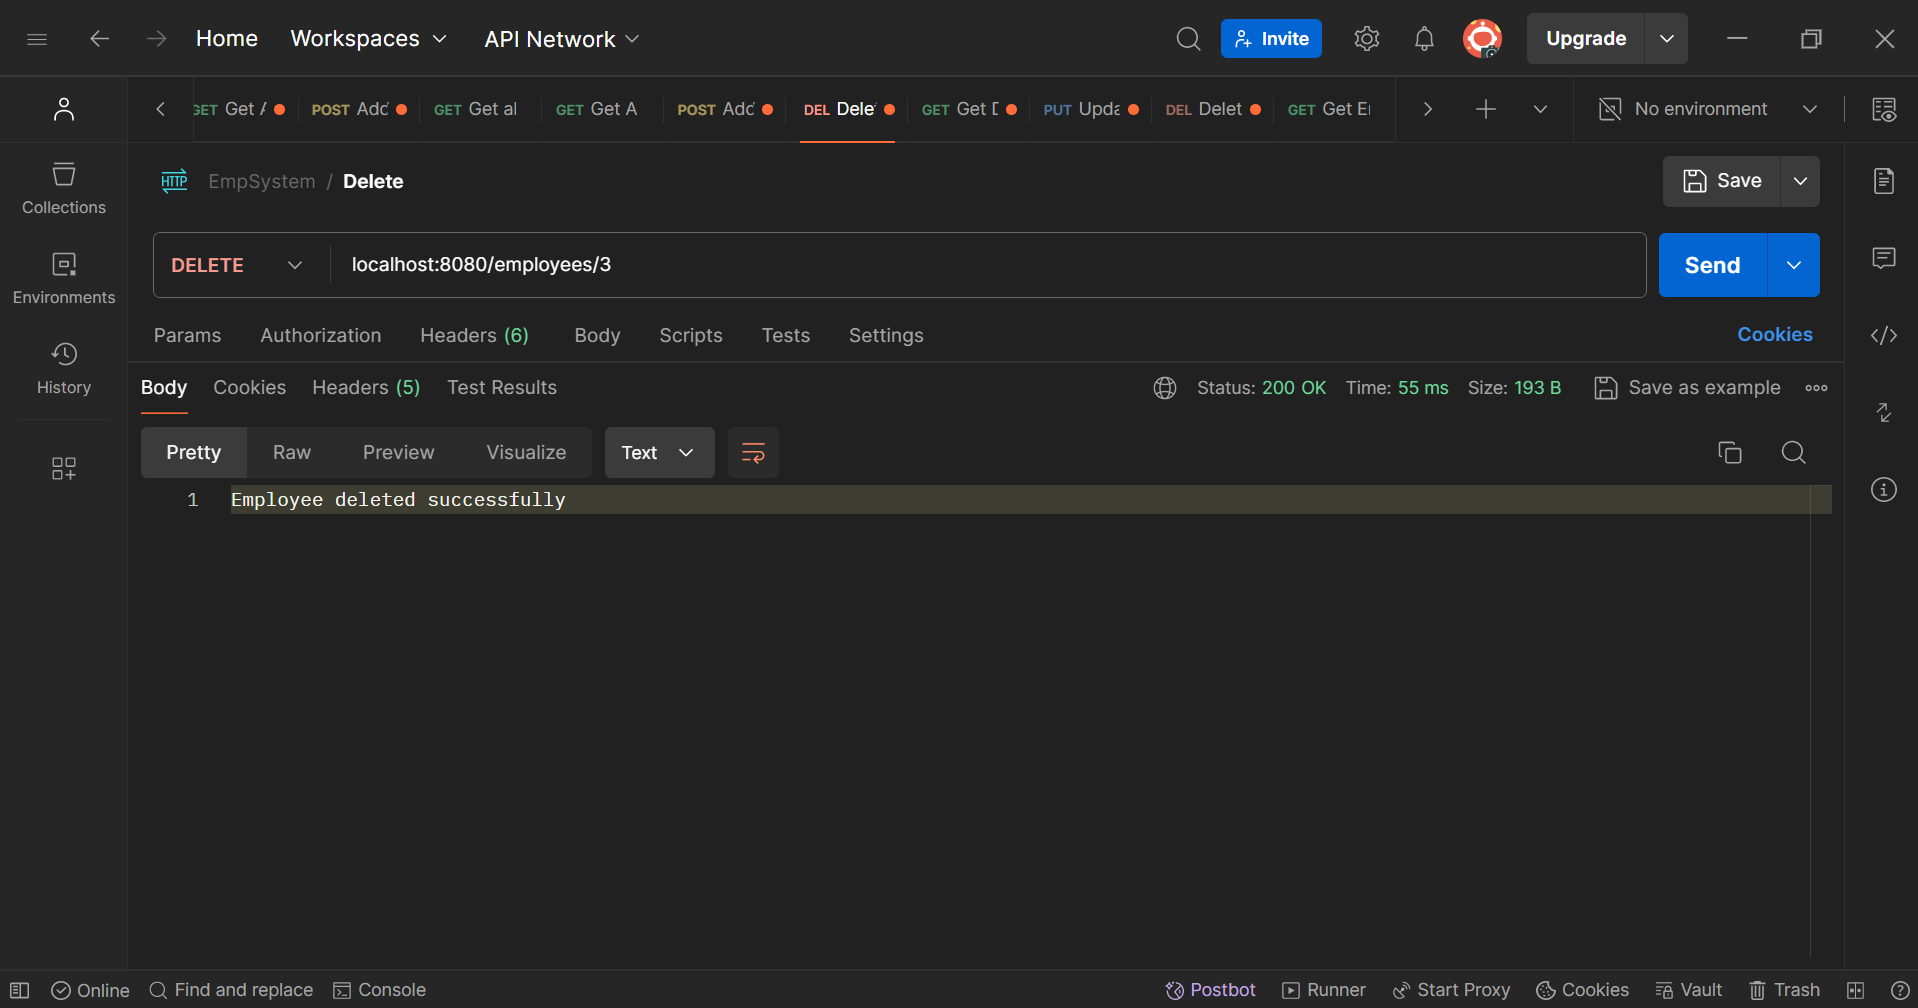 Home Workspaces API Network Invite Upgrade
GET Get A POST Add GET Get al GET Get A POST Add DEL Delet GET Get D PUT Upda DEL Delet GET Get E No environment
HTTP EmpSystem / Delete Save
Collections
DELETE localhost:8080/employees/3 Send
Environments
Params Authorization Headers (6) Body Scripts Tests Settings Cookies
History
Body Cookies Headers (5) Test Results Status: 200 OK Time: 55 ms Size: 193 B Save as example
Pretty Raw Preview Visualize Text
1 Employee deleted successfully
Online Find and replace Console Postbot Runner Start Proxy Cookies Vault Trash